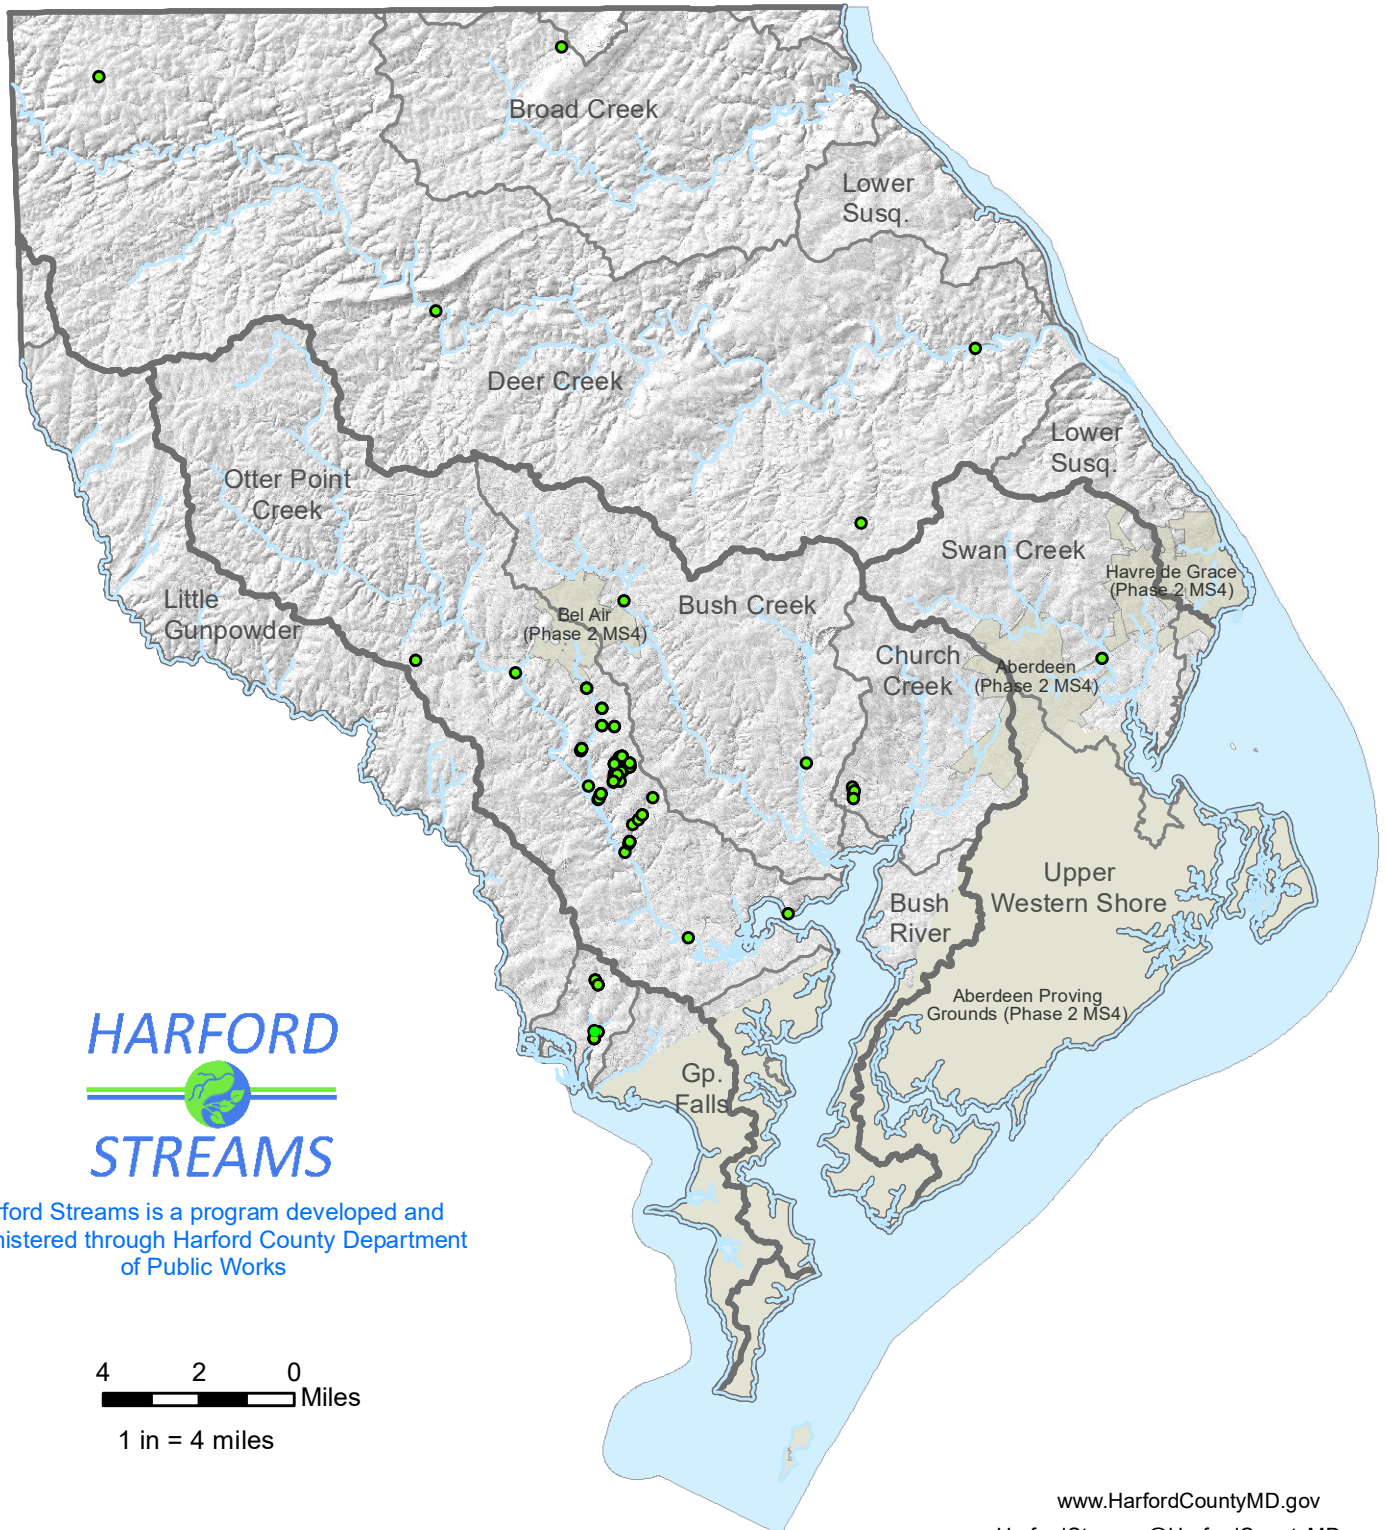 Broad Creek
Lower
Susq.
Deer Creek
Lower
Susq.
Otter Point
Creek
Swan Creek
Havre de Grace
(Phase 2 MS4)
Little
Gunpowder
Bel Air
(Phase 2 MS4)
Bush Creek
Church
Creek
Aberdeen
(Phase 2 MS4)
Upper
Western Shore
Bush
River
Aberdeen Proving
Grounds (Phase 2 MS4)
Gp.
Falls
HARFORD
STREAMS
rford Streams is a program developed and
nistered through Harford County Department
of Public Works
4 2 0
Miles
1 in = 4 miles
www.HarfordCountyMD.gov